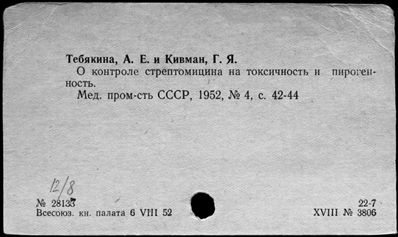 Тебякина, А. Е. и Кивман, Г. Я.
О контроле стрептомицина на токсичность и пироген-
ность.
Мед. пром-сть СССР, 1952, № 4, с. 42-44
12/8
№ 28133
Всесоюз. кн. палата 6 VIII 52
22-7
XVIII № 3806